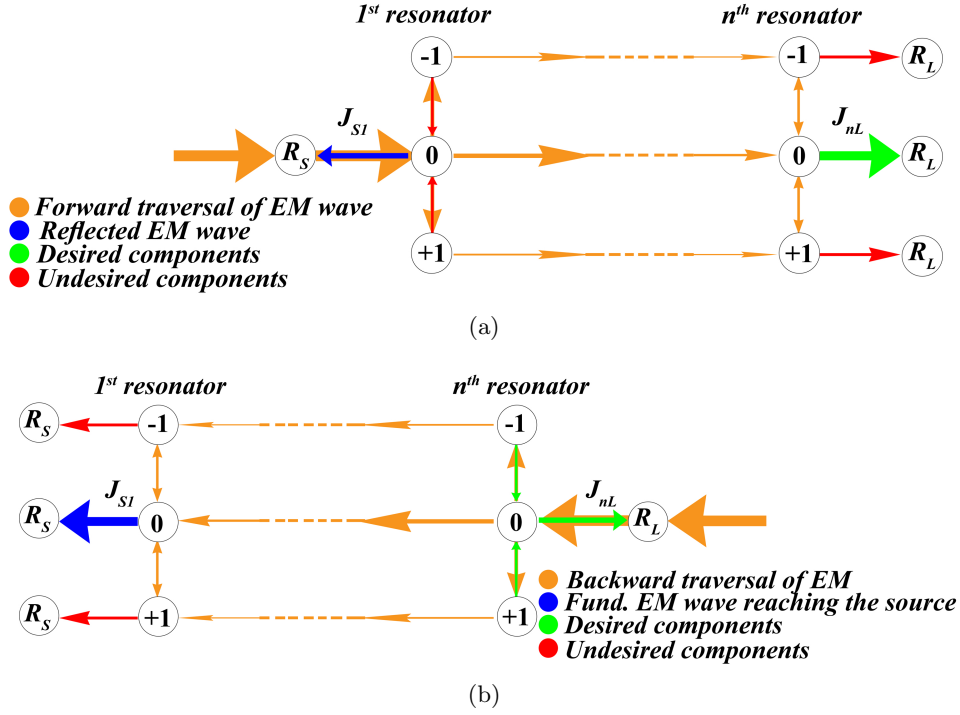 1st resonator nth resonator
-1 -1 RL
JS1 JnL
RS 0 0 RL
Forward traversal of EM wave
Reflected EM wave
Desired components
Undesired components
+1 +1 RL
(a)
1st resonator nth resonator
RS -1 -1
JS1 JnL
RS 0 0 RL
Backward traversal of EM
Fund. EM wave reaching the source
Desired components
Undesired components
RS +1 +1
(b)